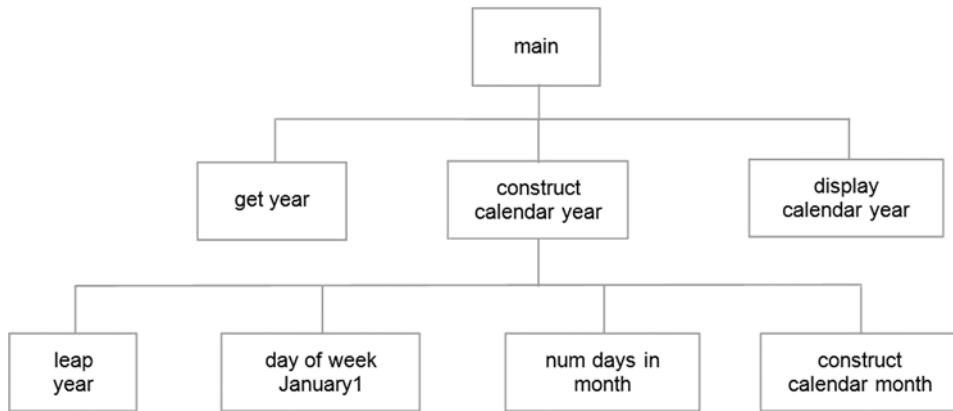 main
get year
construct
calendar year
display
calendar year
leap
year
day of week
January1
num days in
month
construct
calendar month